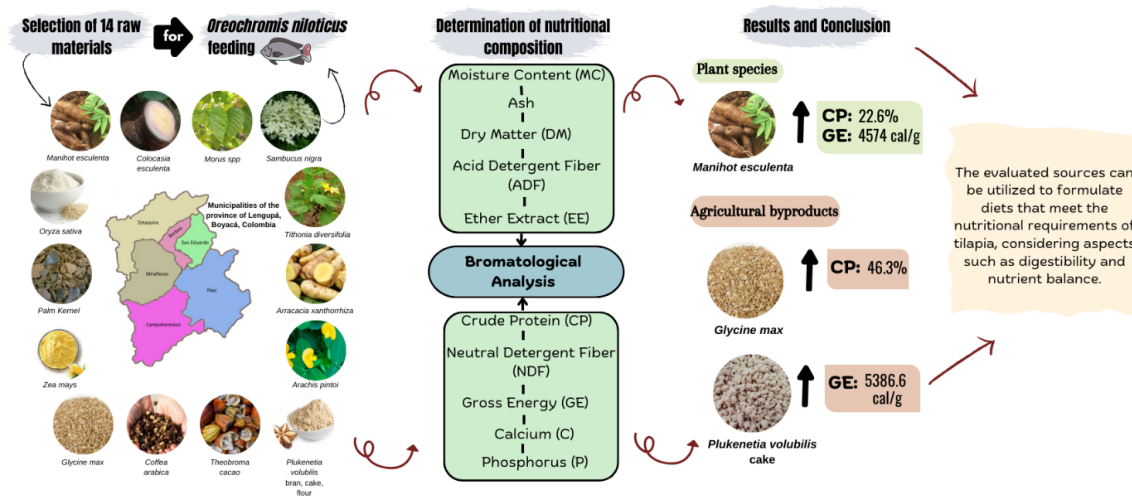 Selection of 14 raw
materials
for
Oreochromis niloticus
feeding
Manihot esculenta
Colocasia
esculenta
Morus spp
Sambucus nigra
Oryza sativa
Municipalities of the
province of Lengupá,
Boyacá, Colombia
Zetaquira
Berbeo
San Eduardo
Miraflores
Páez
Campohermoso
Tithonia diversifolia
Palm Kernel
Arracacia xanthorrhiza
Zea mays
Arachis pintoi
Glycine max
Coffea
arabica
Theobroma
cacao
Plukenetia
volubilis
bran, cake,
flour
Determination of nutritional
composition
Moisture Content (MC)
Ash
Dry Matter (DM)
Acid Detergent Fiber
(ADF)
Ether Extract (EE)
Bromatological
Analysis
Crude Protein (CP)
Neutral Detergent Fiber
(NDF)
Gross Energy (GE)
Calcium (C)
Phosphorus (P)
Results and Conclusion
Plant species
Manihot esculenta
CP: 22.6%
GE: 4574 cal/g
Agricultural byproducts
Glycine max
CP: 46.3%
Plukenetia volubilis
cake
GE: 5386.6
cal/g
The evaluated sources can
be utilized to formulate
diets that meet the
nutritional requirements of
tilapia, considering aspects
such as digestibility and
nutrient balance.